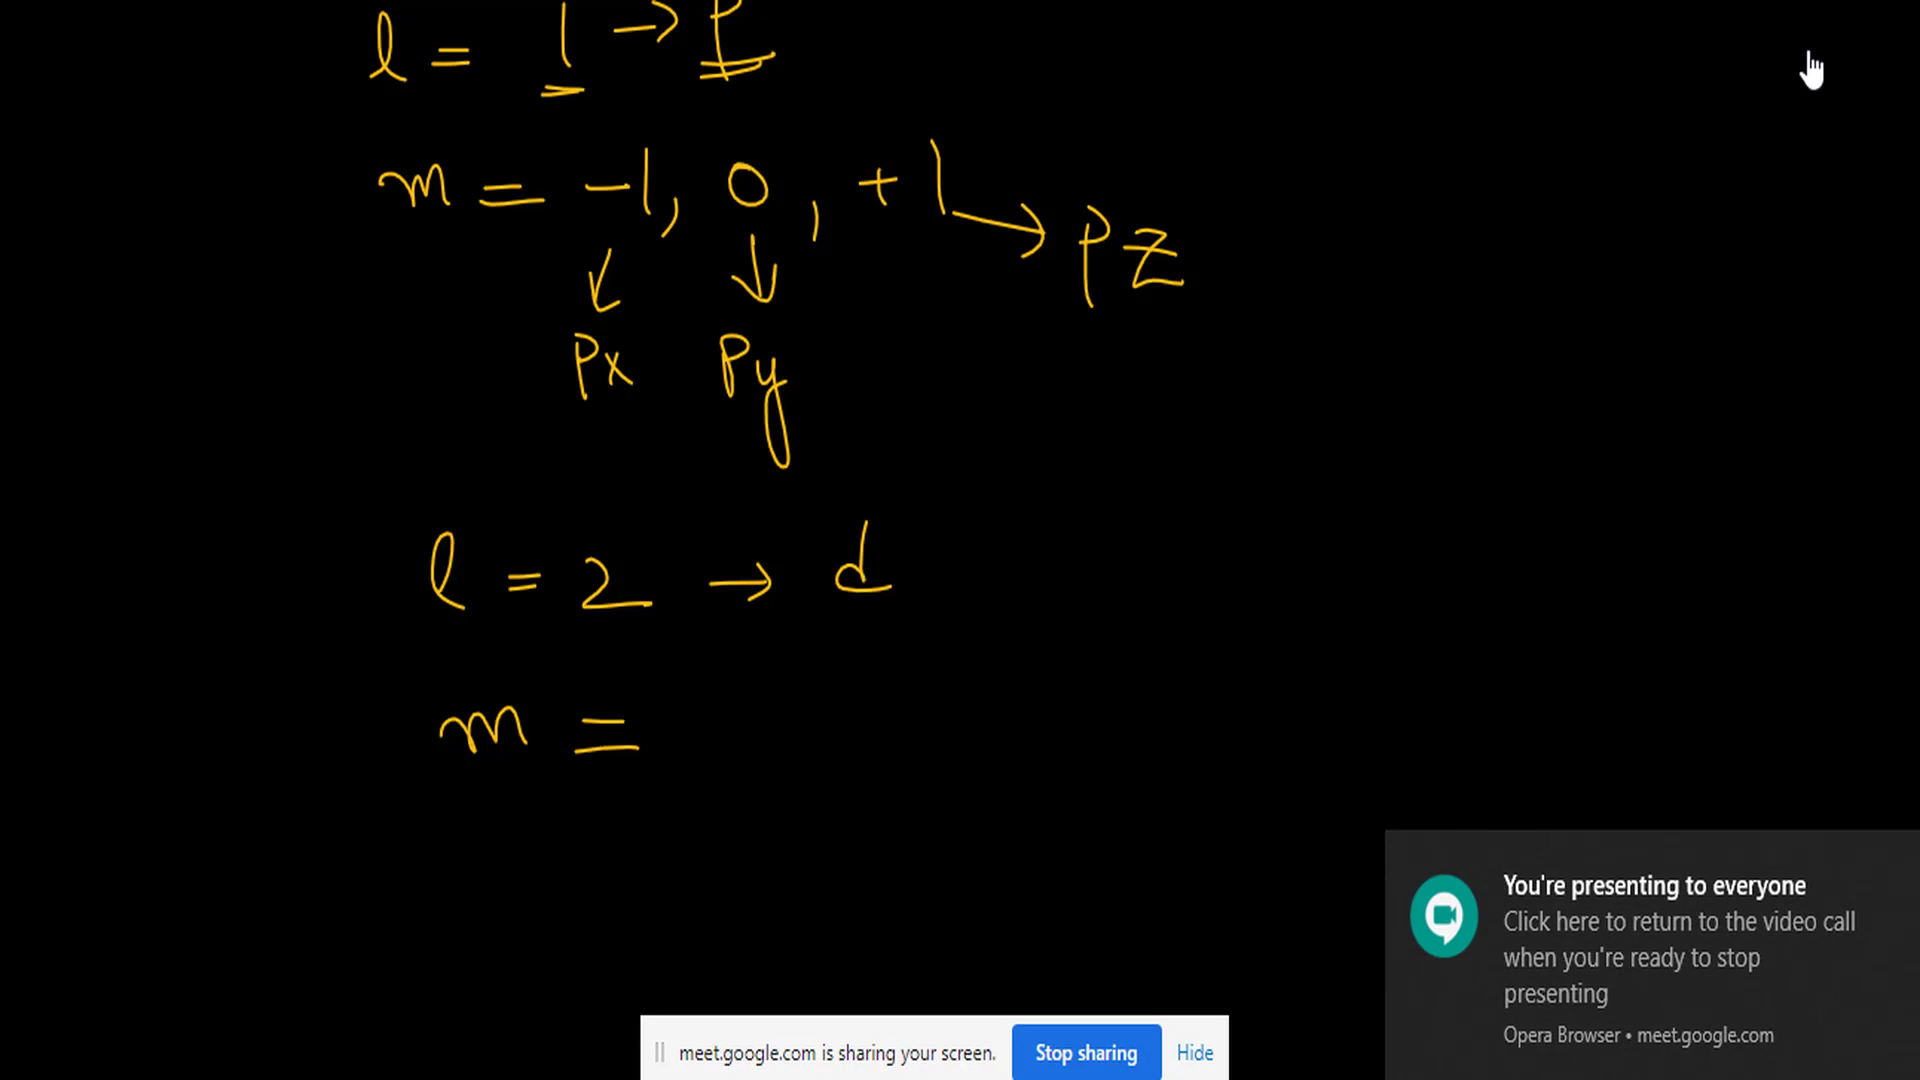 l = 1 → p
m = -1, 0, +1 → pz
px py
l = 2 → d
m =
You're presenting to everyone
Click here to return to the video call
when you're ready to stop
presenting
Opera Browser • meet.google.com
meet.google.com is sharing your screen. Stop sharing Hide